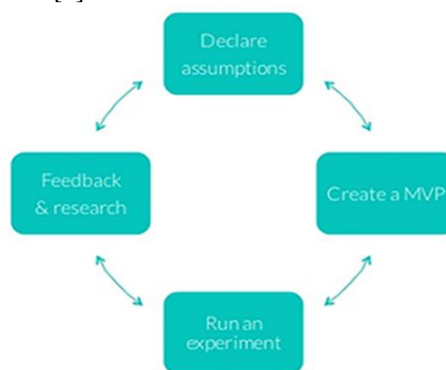 Declare
assumptions
Feedback
& research
Create a MVP
Run an
experiment